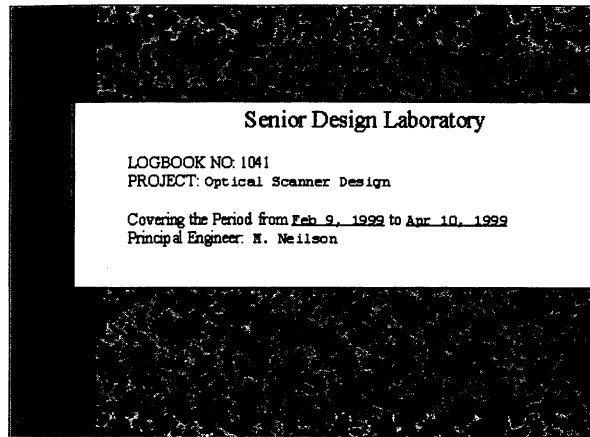 Senior Design Laboratory
LOGBOOK NO: 1041
PROJECT: Optical Scanner Design
Covering the Period from Feb 9, 1999 to Apr 10, 1999
Principal Engineer: M. Neilson